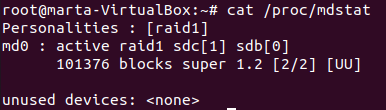 root@marta-VirtualBox:~# cat /proc/mdstat
Personalities : [raid1]
md0 : active raid1 sdc[1] sdb[0]
      101376 blocks super 1.2 [2/2] [UU]

unused devices: <none>